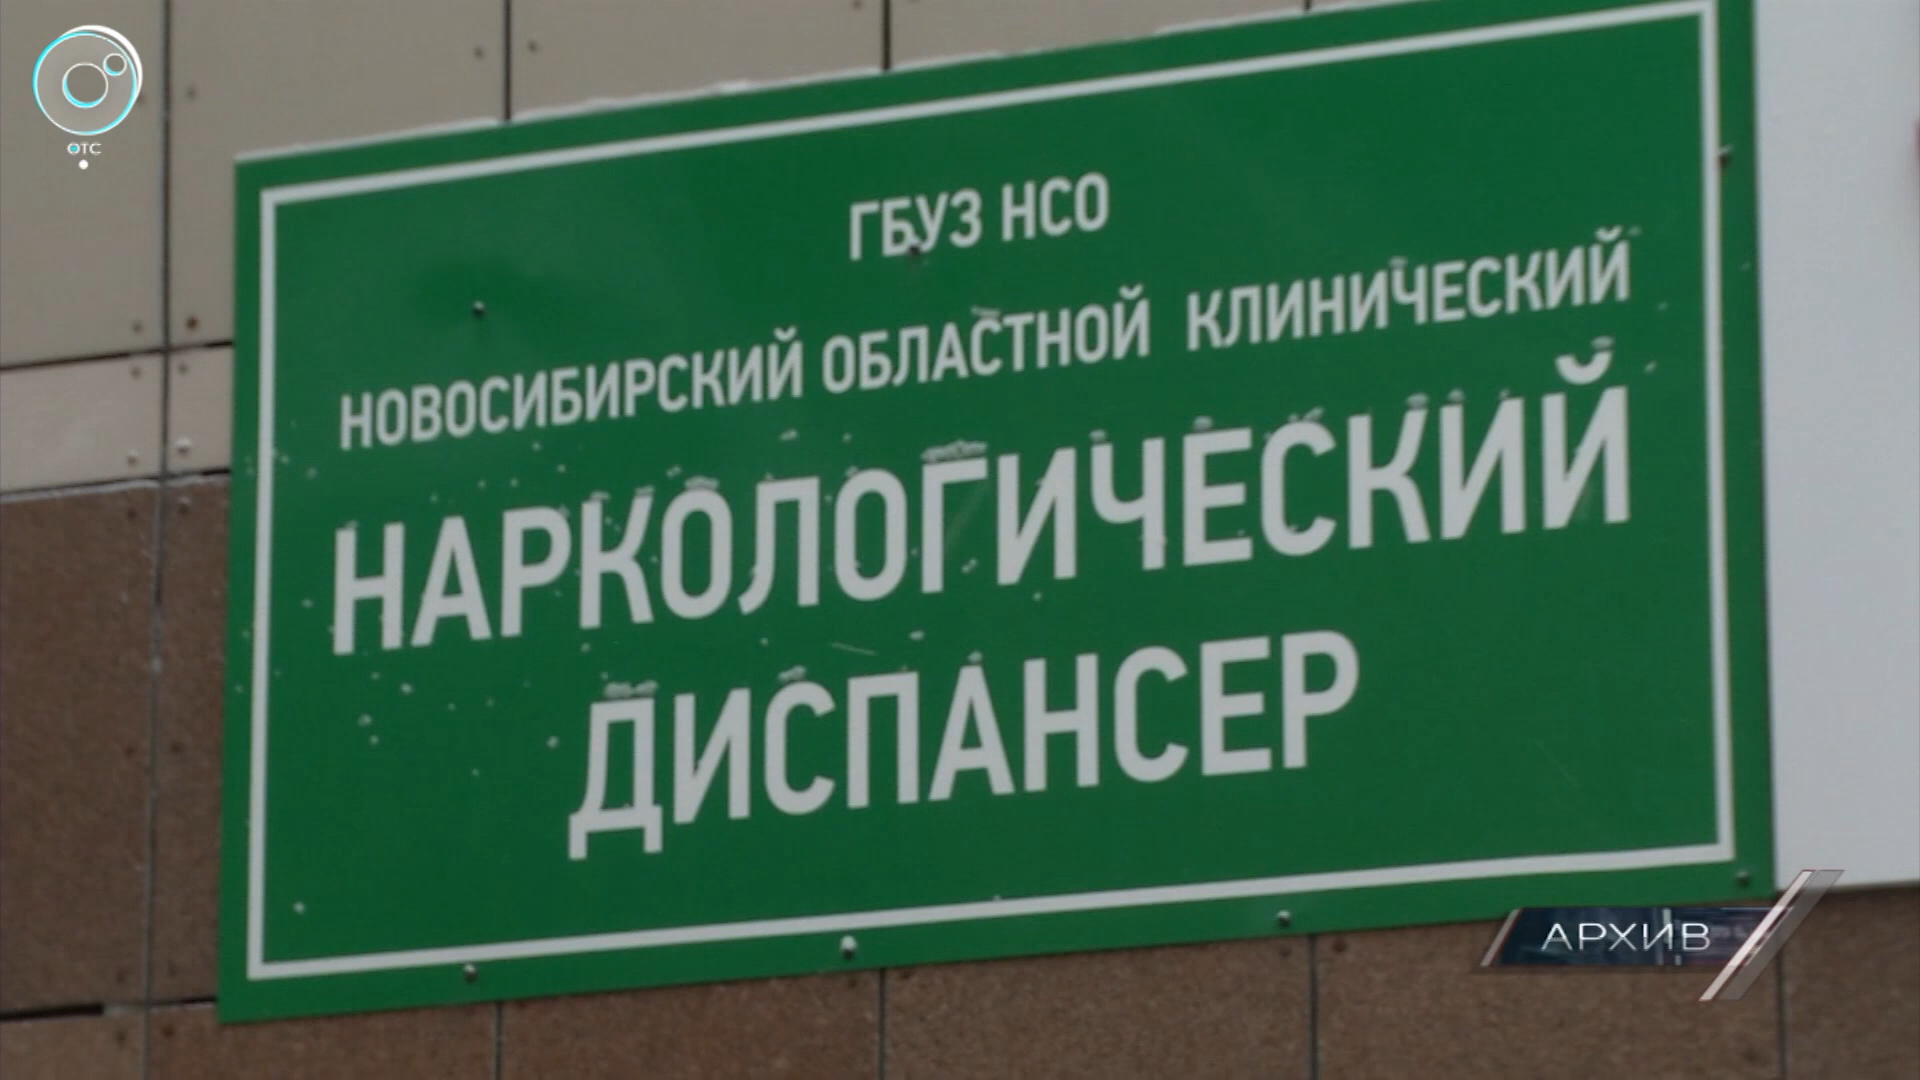 ОТС
ГБУЗ НСО
НОВОСИБИРСКИЙ ОБЛАСТНОЙ КЛИНИЧЕСКИЙ
НАРКОЛОГИЧЕСКИЙ
ДИСПАНСЕР
АРХИВ